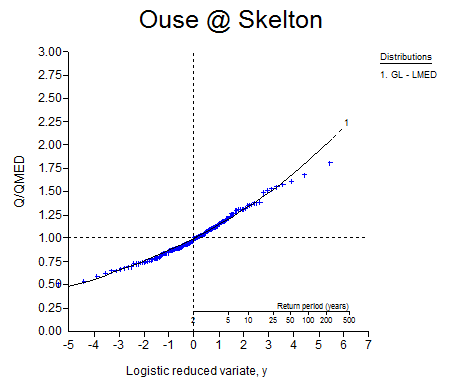 Ouse @ Skelton
Distributions
1. GL - LMED
3.00
2.75
2.50
2.25
2.00
1.75
1.50
1.25
1.00
0.75
0.50
0.25
0.00
Q/QMED
1
Return period (years)
2 5 10 25 50 100 200 500
-5 -4 -3 -2 -1 0 1 2 3 4 5 6 7
Logistic reduced variate, y